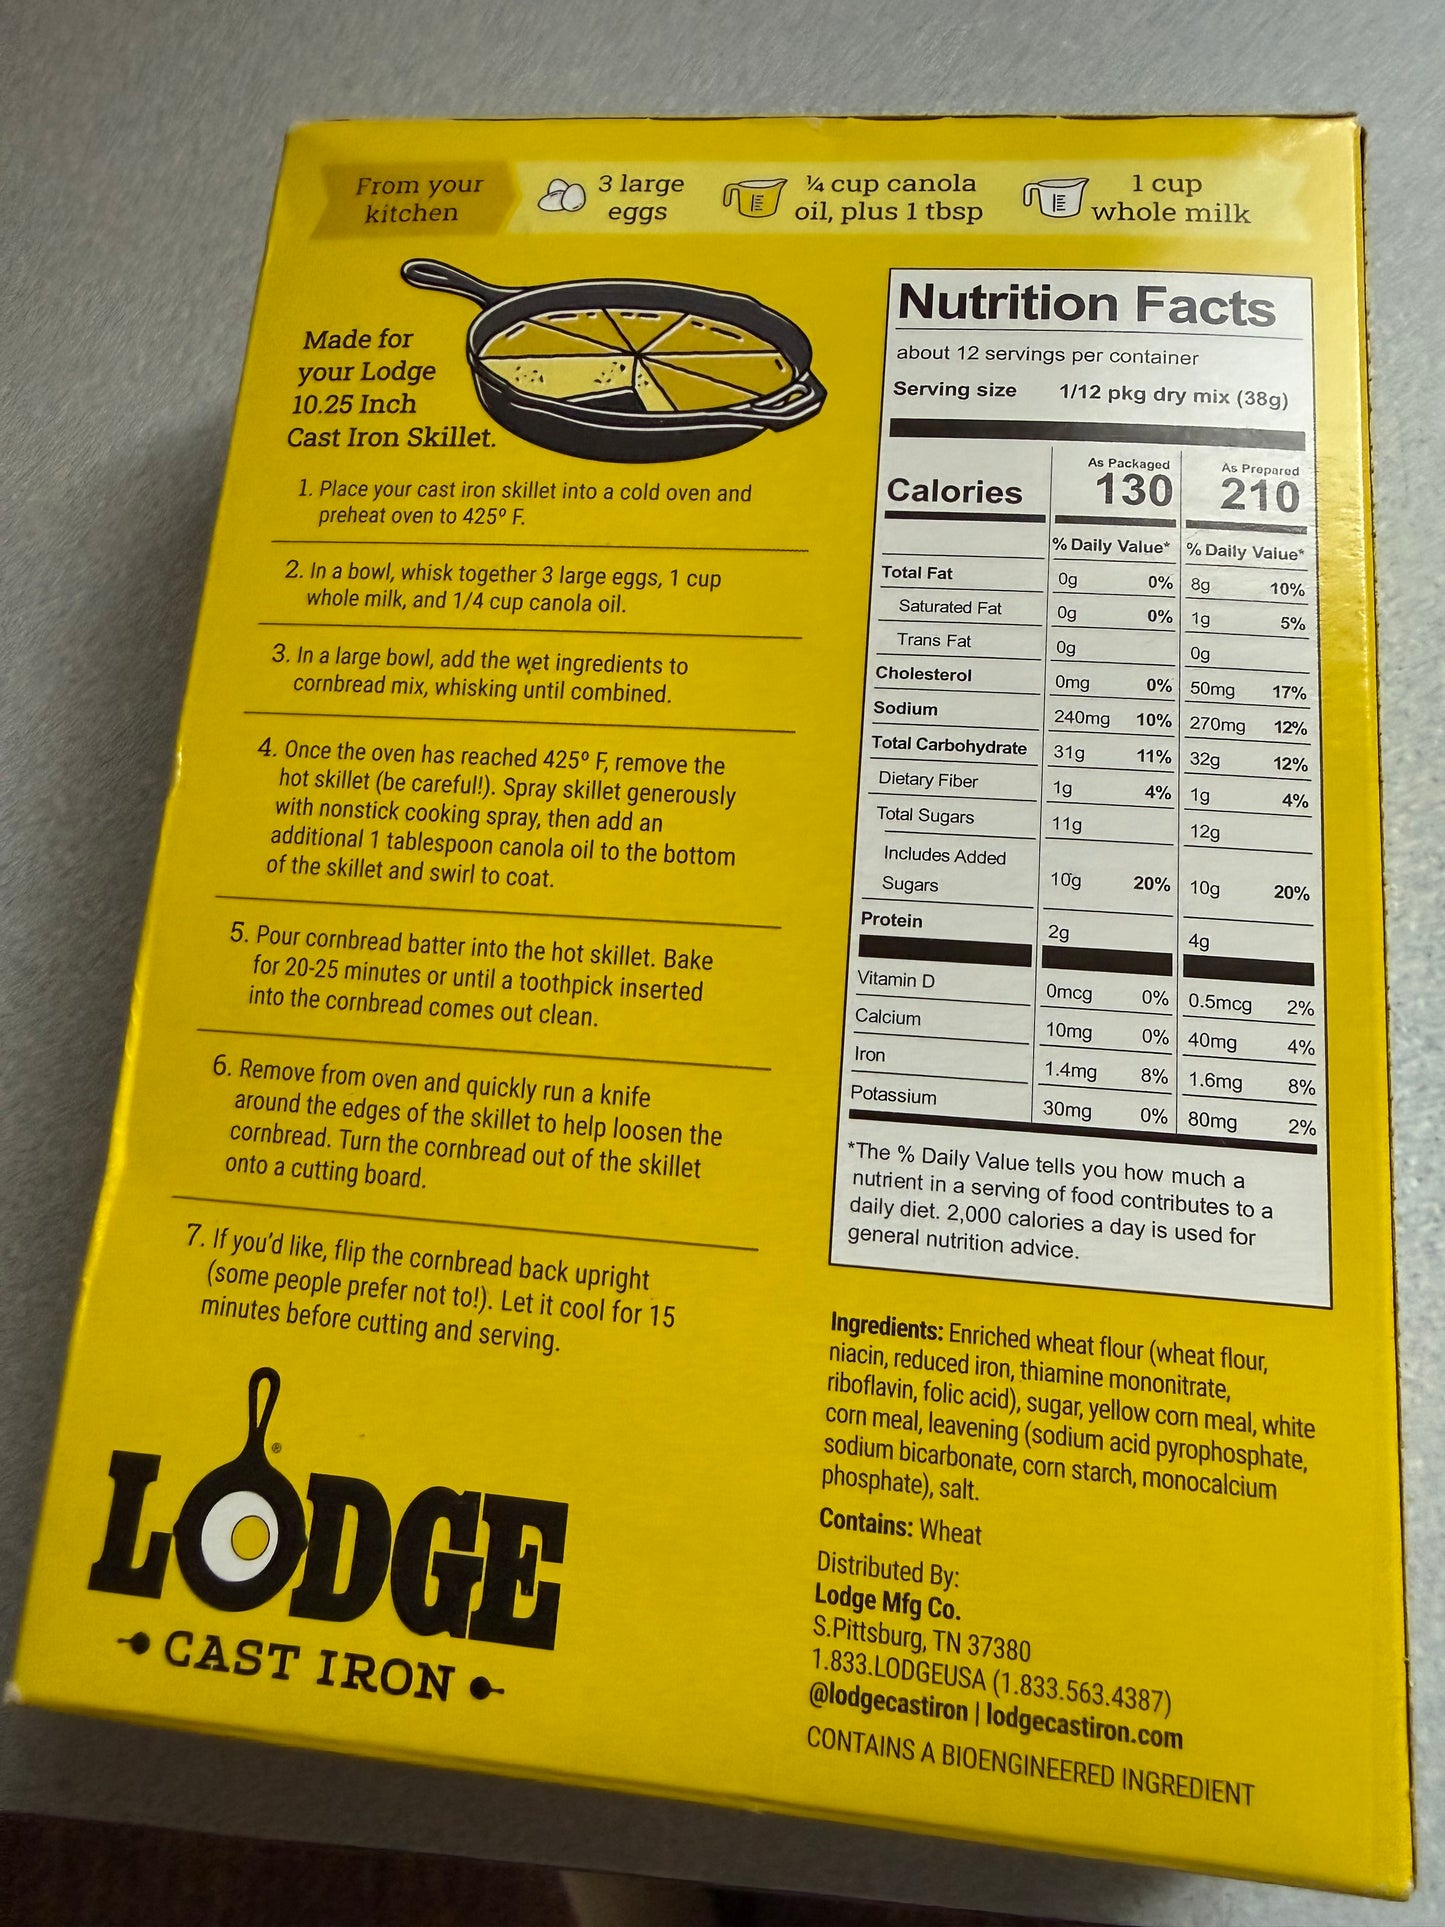 From your
kitchen
3 large
eggs
¼ cup canola
oil, plus 1 tbsp
1 cup
whole milk
Made for
your Lodge
10.25 Inch
Cast Iron Skillet.
1. Place your cast iron skillet into a cold oven and
preheat oven to 425º F.
2. In a bowl, whisk together 3 large eggs, 1 cup
whole milk, and 1/4 cup canola oil.
3. In a large bowl, add the wet ingredients to
cornbread mix, whisking until combined.
4. Once the oven has reached 425º F, remove the
hot skillet (be careful!). Spray skillet generously
with nonstick cooking spray, then add an
additional 1 tablespoon canola oil to the bottom
of the skillet and swirl to coat.
5. Pour cornbread batter into the hot skillet. Bake
for 20-25 minutes or until a toothpick inserted
into the cornbread comes out clean.
6. Remove from oven and quickly run a knife
around the edges of the skillet to help loosen the
cornbread. Turn the cornbread out of the skillet
onto a cutting board.
7. If you'd like, flip the cornbread back upright
(some people prefer not to!). Let it cool for 15
minutes before cutting and serving.
LODGE ®
CAST IRON
Nutrition Facts
about 12 servings per container
Serving size 1/12 pkg dry mix (38g)
As Packaged As Prepared
Calories 130 210
% Daily Value* % Daily Value*
Total Fat 0g 0% 8g 10%
Saturated Fat 0g 0% 1g 5%
Trans Fat 0g 0g
Cholesterol 0mg 0% 50mg 17%
Sodium 240mg 10% 270mg 12%
Total Carbohydrate 31g 11% 32g 12%
Dietary Fiber 1g 4% 1g 4%
Total Sugars 11g 12g
Includes Added
Sugars 10g 20% 10g 20%
Protein 2g 4g
Vitamin D 0mcg 0% 0.5mcg 2%
Calcium 10mg 0% 40mg 4%
Iron 1.4mg 8% 1.6mg 8%
Potassium 30mg 0% 80mg 2%
*The % Daily Value tells you how much a
nutrient in a serving of food contributes to a
daily diet. 2,000 calories a day is used for
general nutrition advice.
Ingredients: Enriched wheat flour (wheat flour,
niacin, reduced iron, thiamine mononitrate,
riboflavin, folic acid), sugar, yellow corn meal, white
corn meal, leavening (sodium acid pyrophosphate,
sodium bicarbonate, corn starch, monocalcium
phosphate), salt.
Contains: Wheat
Distributed By:
Lodge Mfg Co.
S.Pittsburg, TN 37380
1.833.LODGEUSA (1.833.563.4387)
@lodgecastiron | lodgecastiron.com
CONTAINS A BIOENGINEERED INGREDIENT